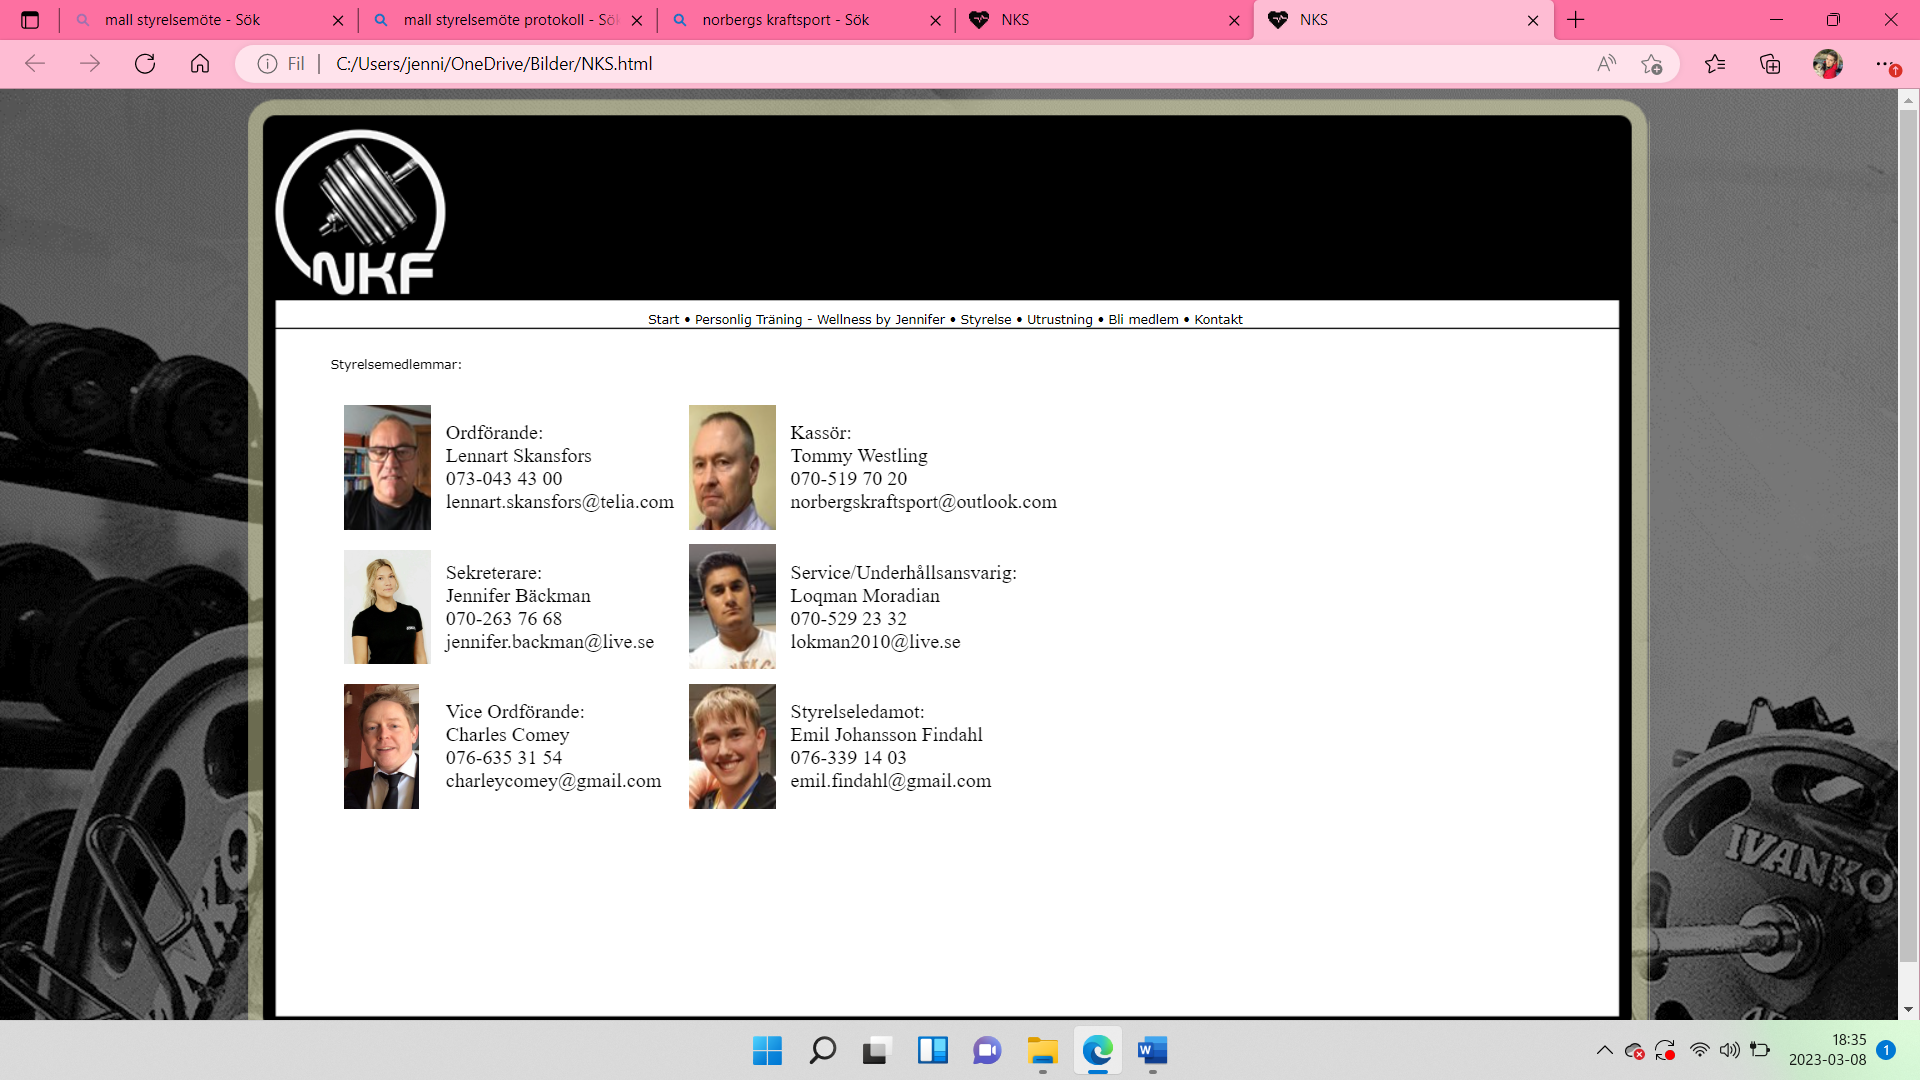 mall styrelsemöte - Sök
mall styrelsemöte protokoll - Sök
norbergs kraftsport - Sök
NKS
NKS
Fil
C:/Users/jenni/OneDrive/Bilder/NKS.html
NKF
Start • Personlig Träning - Wellness by Jennifer • Styrelse • Utrustning • Bli medlem • Kontakt
Styrelsemedlemmar:
Ordförande:
Lennart Skansfors
073-043 43 00
lennart.skansfors@telia.com
Kassör:
Tommy Westling
070-519 70 20
norbergskraftsport@outlook.com
Sekreterare:
Jennifer Bäckman
070-263 76 68
jennifer.backman@live.se
Service/Underhållsansvarig:
Loqman Moradian
070-529 23 32
lokman2010@live.se
Vice Ordförande:
Charles Comey
076-635 31 54
charleycomey@gmail.com
Styrelseledamot:
Emil Johansson Findahl
076-339 14 03
emil.findahl@gmail.com
IVANKO
18:35
2023-03-08
1